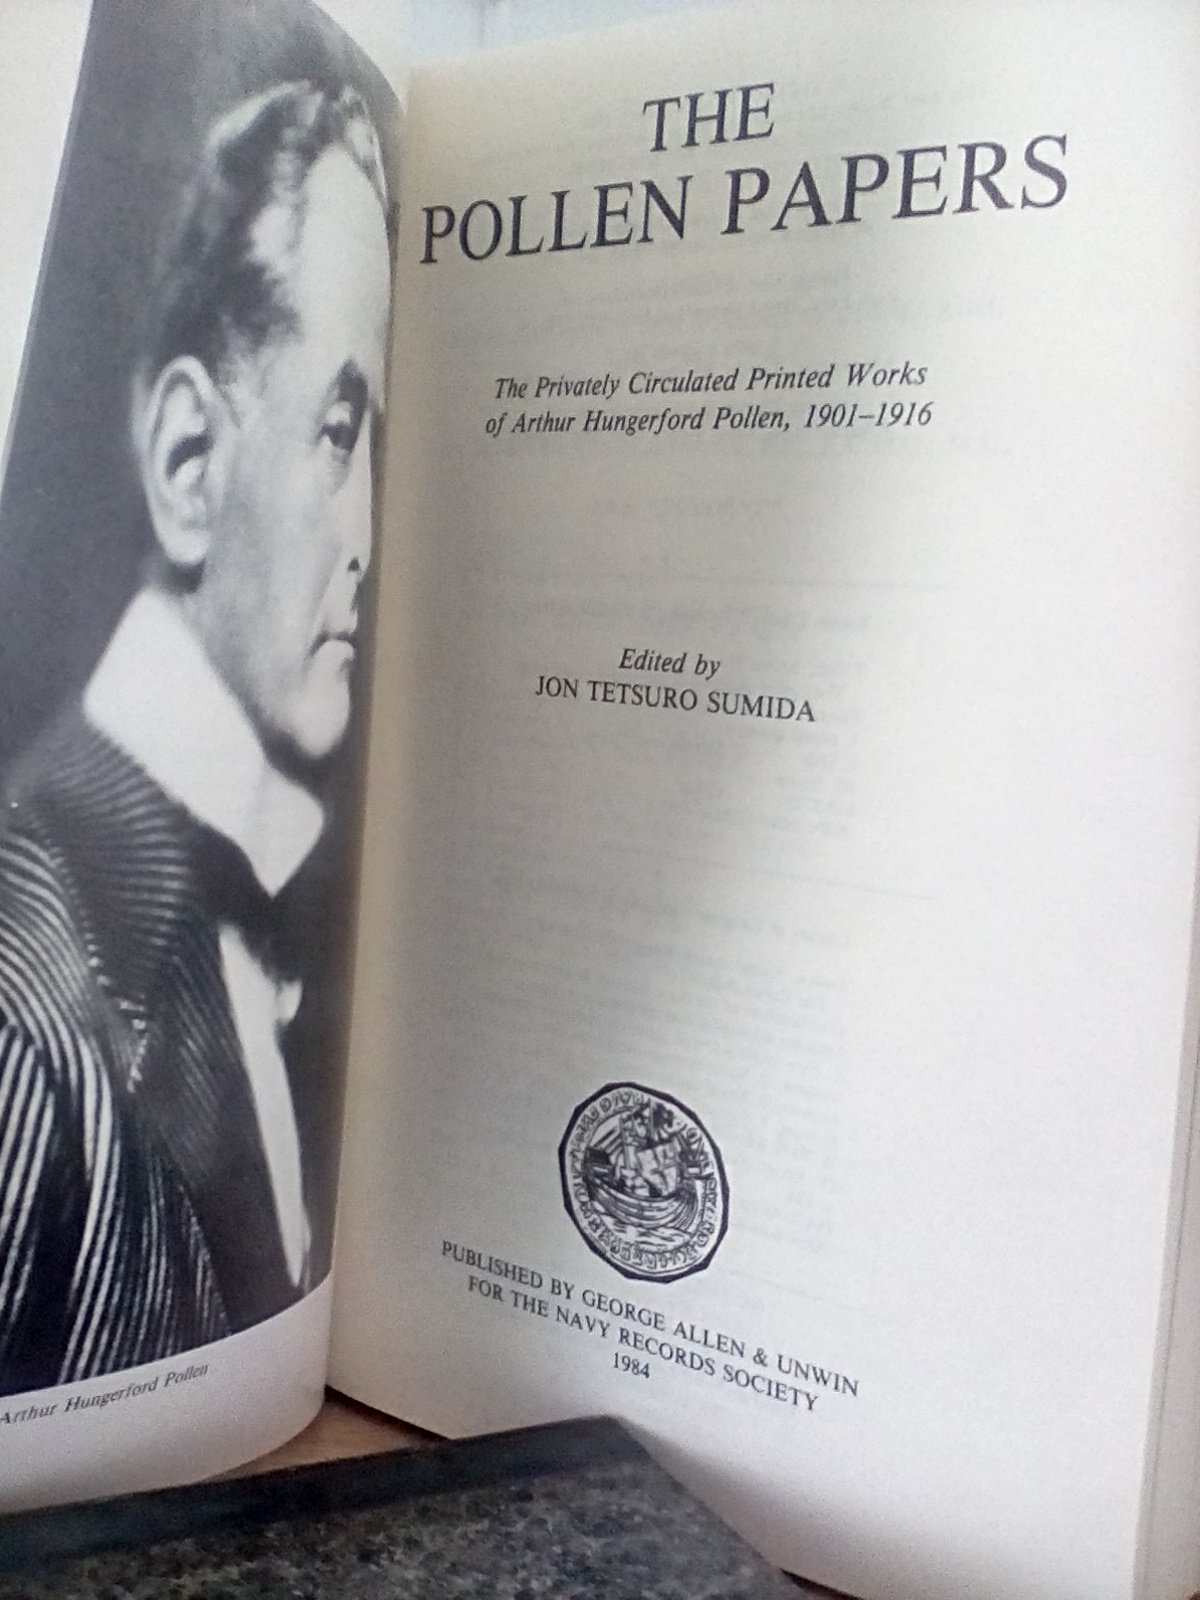 THE
POLLEN PAPERS
The Privately Circulated Printed Works
of Arthur Hungerford Pollen, 1901–1916
Edited by
JON TETSURO SUMIDA
PUBLISHED BY GEORGE ALLEN & UNWIN
FOR THE NAVY RECORDS SOCIETY
1984
Arthur Hungerford Pollen